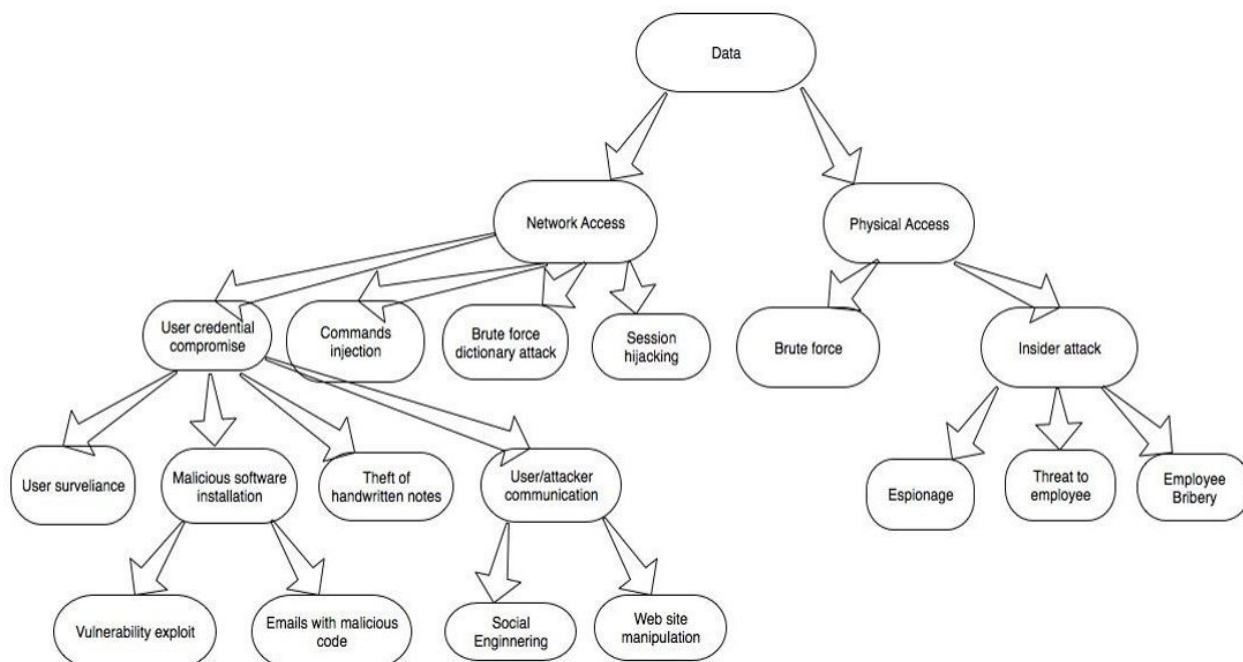 Data
Network Access
Physical Access
User credential
compromise
Commands
injection
Brute force
dictionary attack
Session
hijacking
Brute force
Insider attack
User surveliance
Malicious software
installation
Theft of
handwritten notes
User/attacker
communication
Espionage
Threat to
employee
Employee
Bribery
Vulnerability exploit
Emails with malicious
code
Social
Enginnering
Web site
manipulation